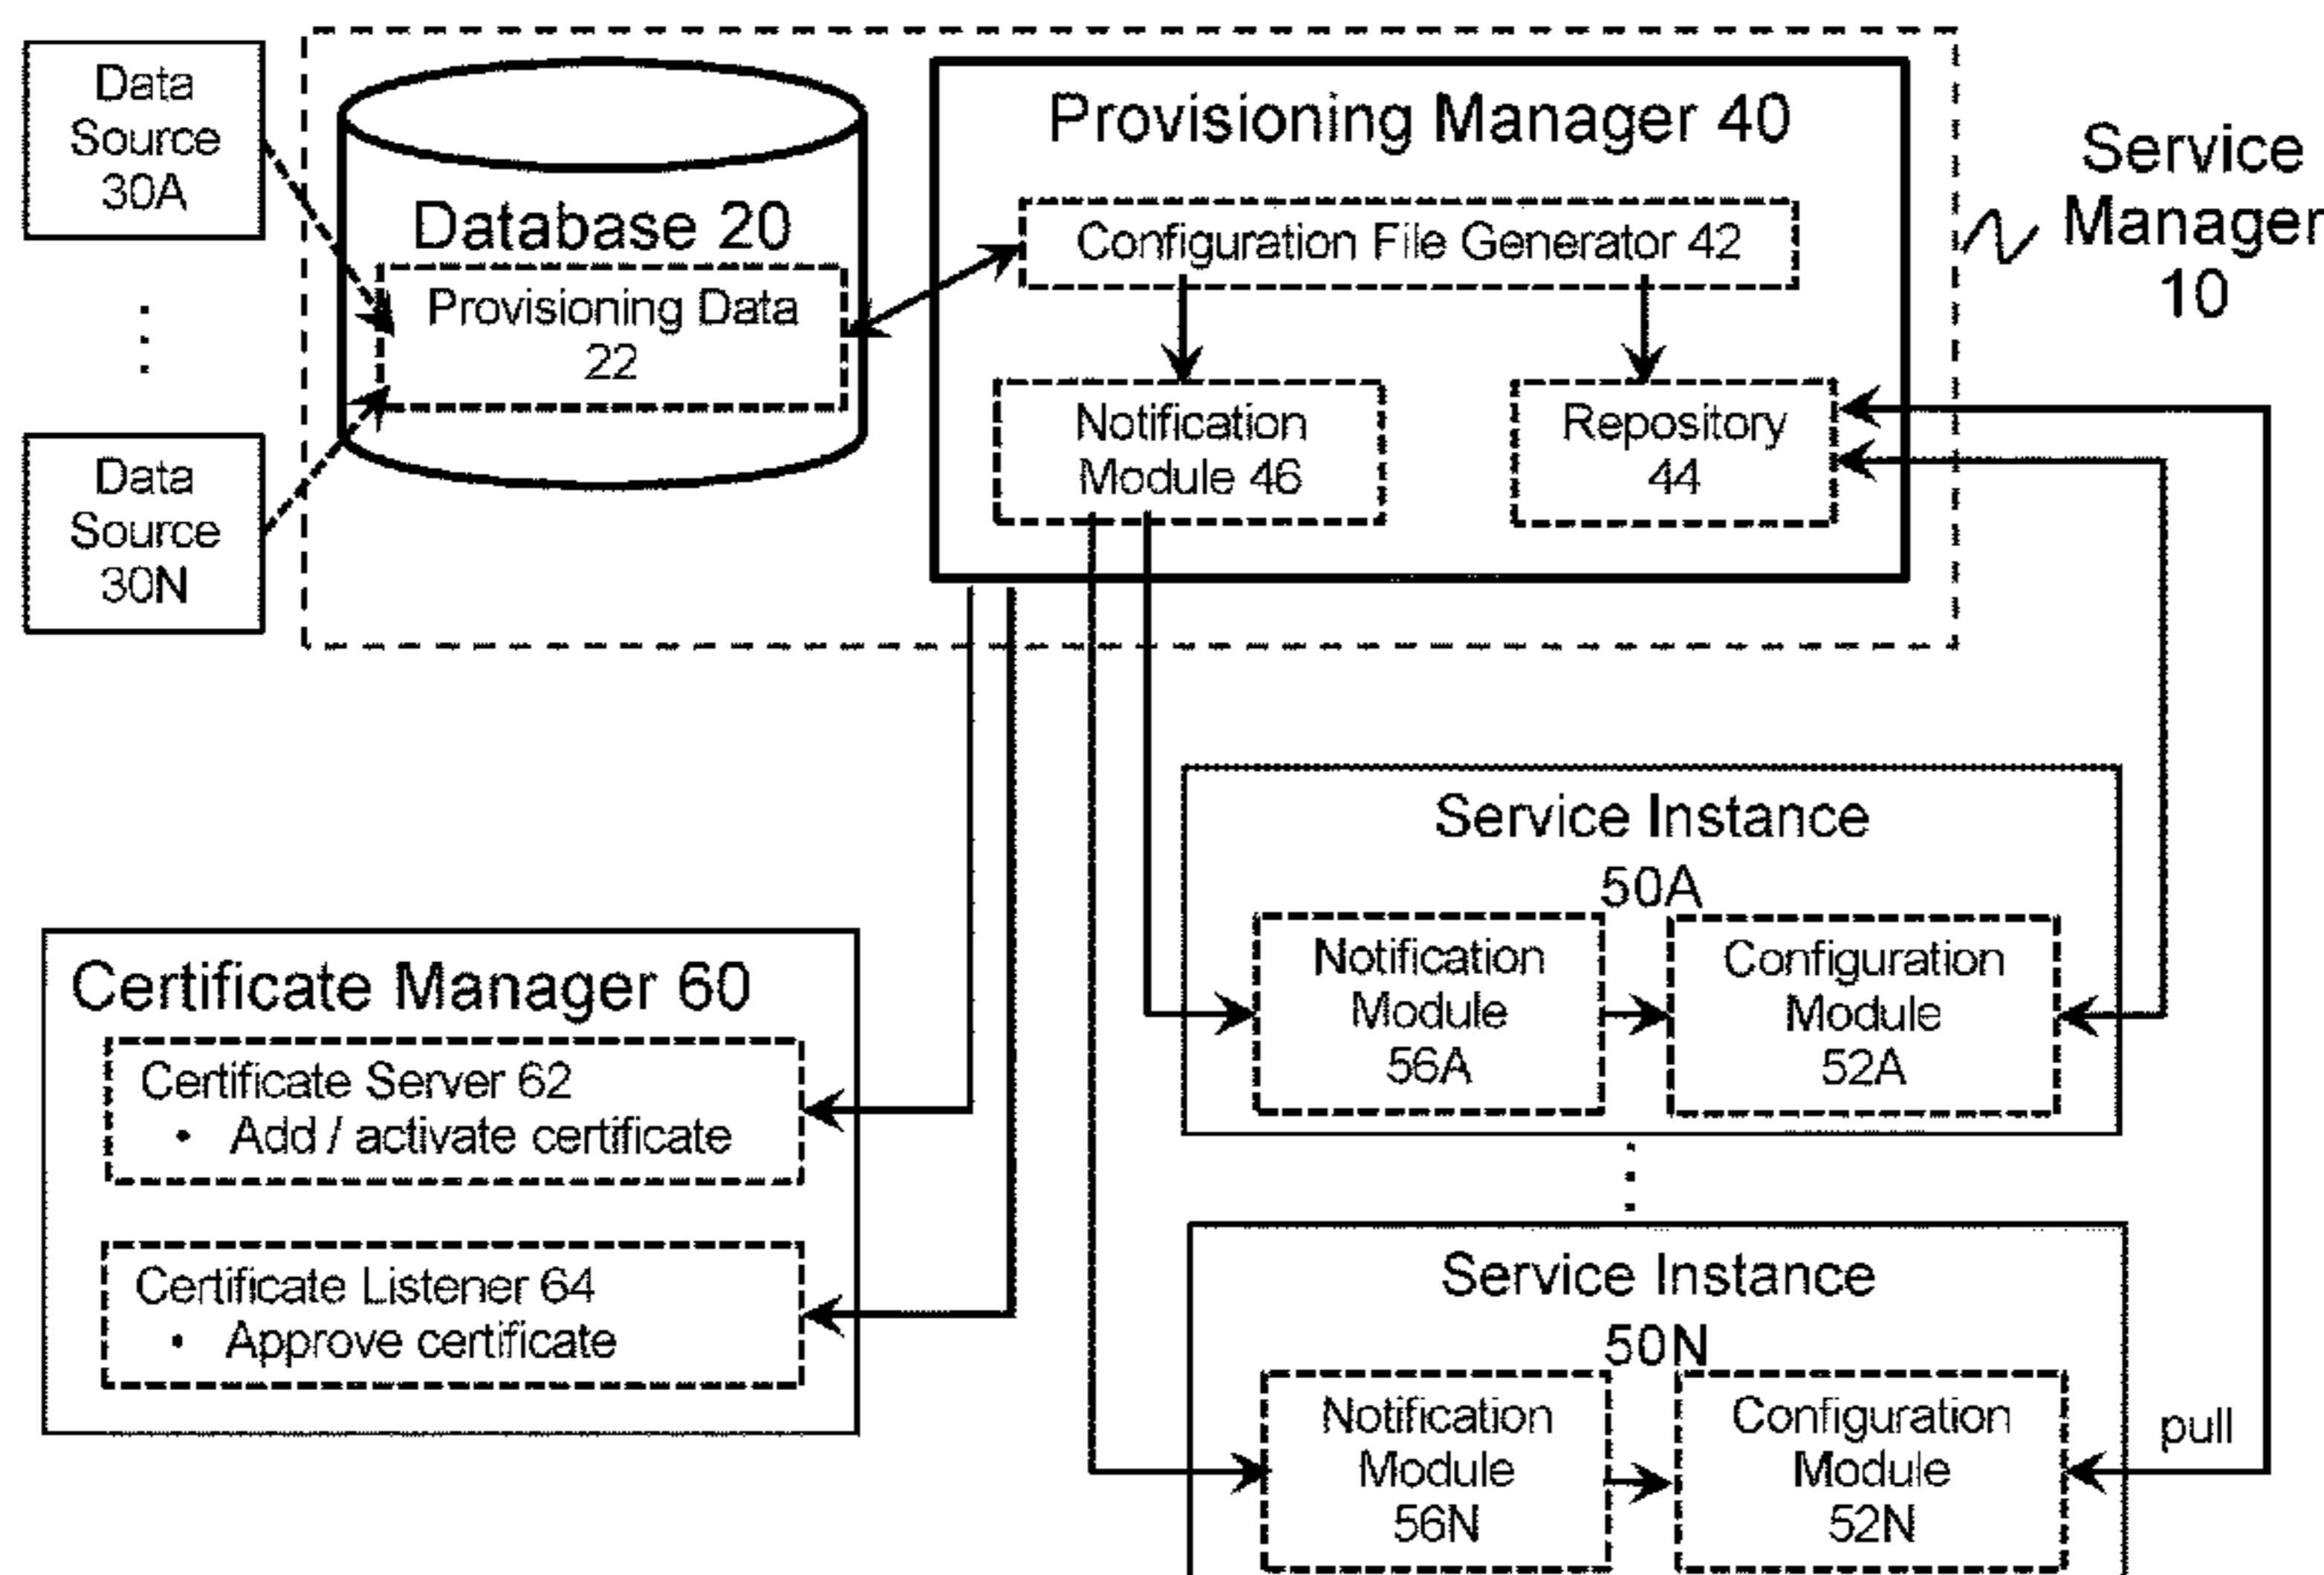 Data
Source
30A
Data
Source
30N
Database 20
Provisioning Data
22
Provisioning Manager 40
Configuration File Generator 42
Notification
Module 46
Repository
44
Service
Manager
10
Certificate Manager 60
Certificate Server 62
• Add / activate certificate
Certificate Listener 64
• Approve certificate
Service Instance
50A
Notification
Module
56A
Configuration
Module
52A
Service Instance
50N
Notification
Module
56N
Configuration
Module
52N
pull